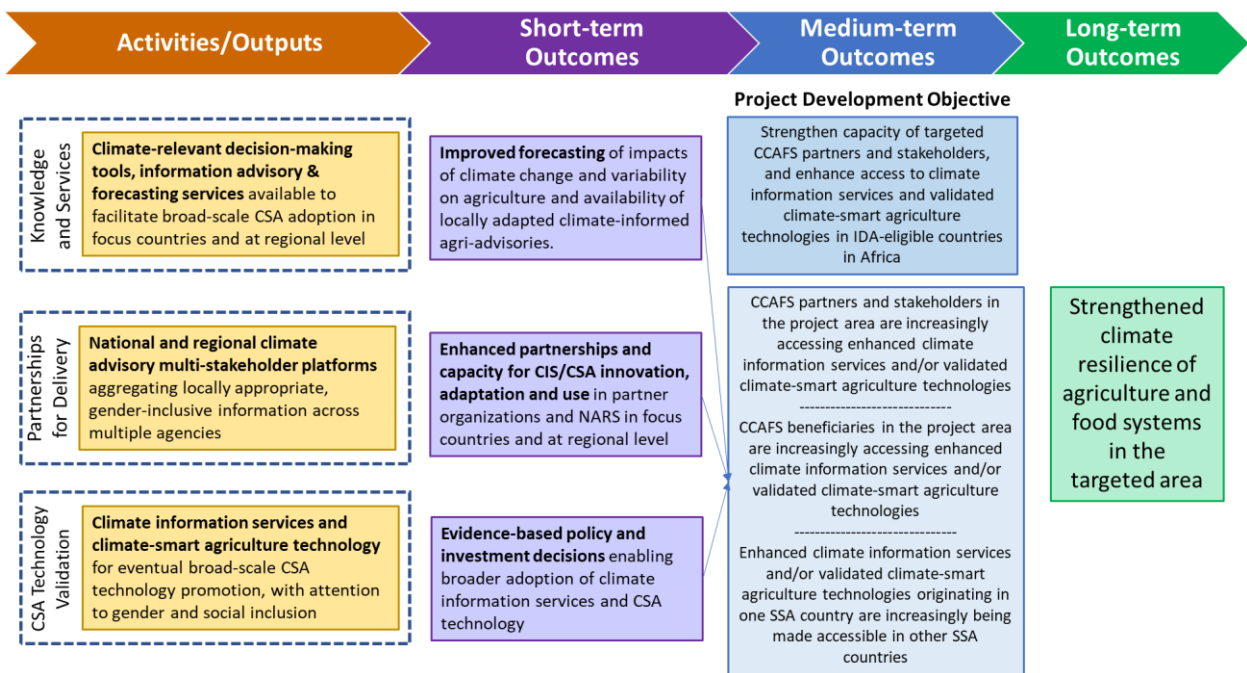 Activities/Outputs
Short-term
Outcomes
Medium-term
Outcomes
Long-term
Outcomes
Knowledge
and Services
Climate-relevant decision-making
tools, information advisory &
forecasting services available to
facilitate broad-scale CSA adoption in
focus countries and at regional level
Improved forecasting of impacts
of climate change and variability
on agriculture and availability of
locally adapted climate-informed
agri-advisories.
Project Development Objective
Strengthen capacity of targeted
CCAFS partners and stakeholders,
and enhance access to climate
information services and validated
climate-smart agriculture
technologies in IDA-eligible countries
in Africa
Partnerships
for Delivery
National and regional climate
advisory multi-stakeholder platforms
aggregating locally appropriate,
gender-inclusive information across
multiple agencies
Enhanced partnerships and
capacity for CIS/CSA innovation,
adaptation and use in partner
organizations and NARS in focus
countries and at regional level
CSA Technology
Validation
Climate information services and
climate-smart agriculture technology
for eventual broad-scale CSA
technology promotion, with attention
to gender and social inclusion
Evidence-based policy and
investment decisions enabling
broader adoption of climate
information services and CSA
technology
CCAFS partners and stakeholders in
the project area are increasingly
accessing enhanced climate
information services and/or validated
climate-smart agriculture technologies
------------------------------
CCAFS beneficiaries in the project area
are increasingly accessing enhanced
climate information services and/or
validated climate-smart agriculture
technologies
------------------------------
Enhanced climate information services
and/or validated climate-smart
agriculture technologies originating in
one SSA country are increasingly being
made accessible in other SSA
countries
Strengthened
climate
resilience of
agriculture and
food systems
in the
targeted area